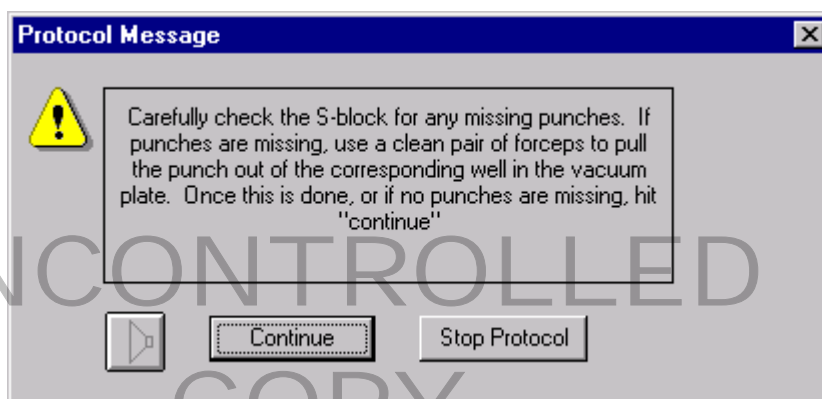 Protocol Message
Carefully check the S-block for any missing punches. If
punches are missing, use a clean pair of forceps to pull
the punch out of the corresponding well in the vacuum
plate. Once this is done, or if no punches are missing, hit
"continue"
NCONTROLLED
Continue
Stop Protocol
COPY